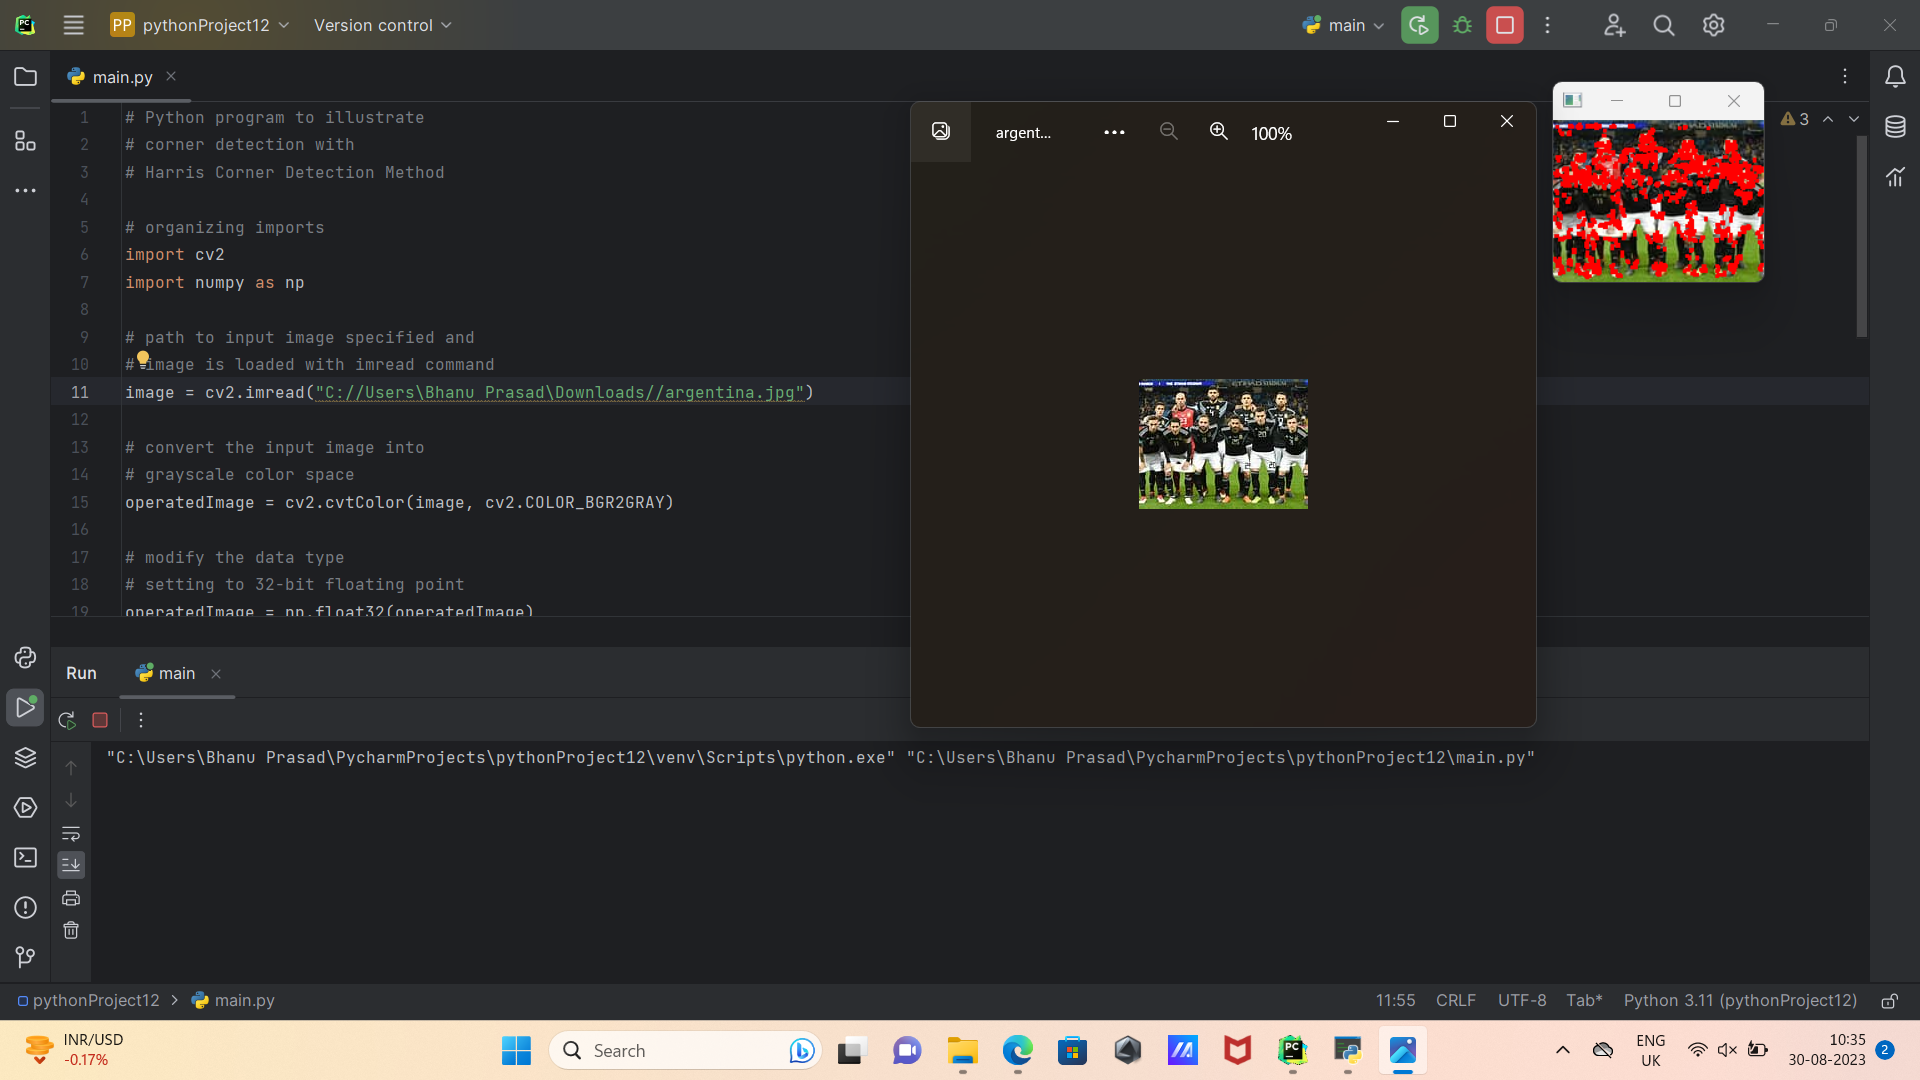 PP pythonProject12 Version control main
main.py
1 # Python program to illustrate
2 # corner detection with
3 # Harris Corner Detection Method
4
5 # organizing imports
6 import cv2
7 import numpy as np
8
9 # path to input image specified and
10 # image is loaded with imread command
11 image = cv2.imread("C://Users\Bhanu Prasad\Downloads//argentina.jpg")
12
13 # convert the input image into
14 # grayscale color space
15 operatedImage = cv2.cvtColor(image, cv2.COLOR_BGR2GRAY)
16
17 # modify the data type
18 # setting to 32-bit floating point
19 operatedImage = np.float32(operatedImage)
argent... 100%
3
Run main
"C:\Users\Bhanu Prasad\PycharmProjects\pythonProject12\venv\Scripts\python.exe" "C:\Users\Bhanu Prasad\PycharmProjects\pythonProject12\main.py"
pythonProject12 > main.py 11:55 CRLF UTF-8 Tab* Python 3.11 (pythonProject12)
INR/USD
-0.17%
Search
PC
ENG
UK
10:35
30-08-2023
2